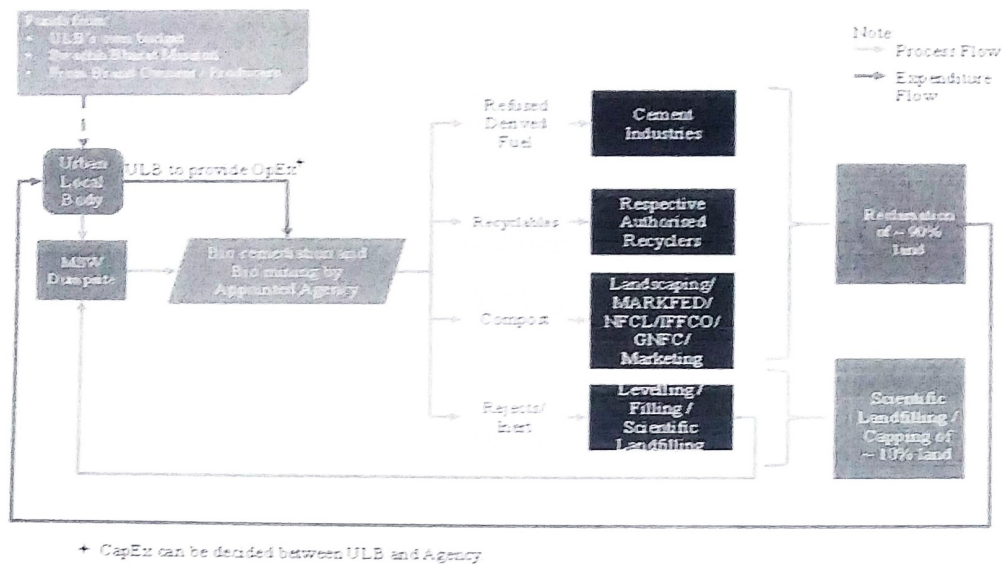 Funds from:
• ULB's own budget
• Swachh Bharat Mission
• From Brand Owners / Producers
Note
Process Flow
Expenditure
Flow
Urban
Local
Body
ULB to provide OpEx+
MSW
Dumpsite
Bio remediation and
Bio mining by
Appointed Agency
Refused
Derived
Fuel
Cement
Industries
Recyclables
Respective
Authorised
Recyclers
Compost
Landscaping/
MARKFED/
NFCL/IFFCO/
GNFC/
Marketing
Rejects/
Inert
Levelling /
Filling /
Scientific
Landfilling
Reclamation
of ~ 90%
land
Scientific
Landfilling /
Capping of
~ 10% land
+ CapEx can be decided between ULB and Agency